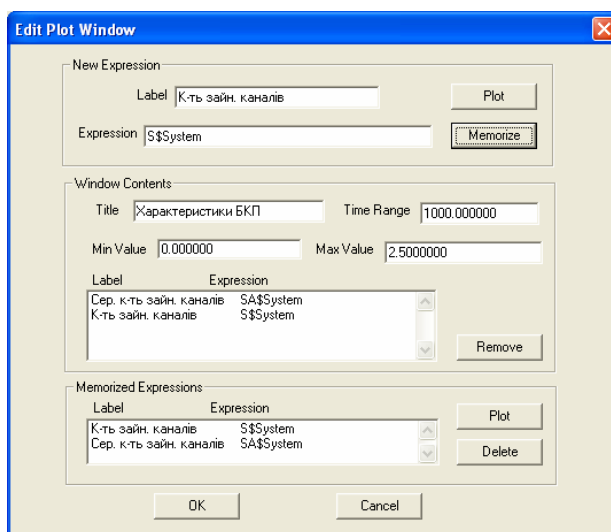 Edit Plot Window
New Expression
Label К-ть зайн. каналів Plot
Expression S$System Memorize
Window Contents
Title Характеристики БКП Time Range 1000.000000
Min Value 0.000000 Max Value 2.5000000
Label Expression
Сер. к-ть зайн. каналів SA$System
К-ть зайн. каналів S$System
Remove
Memorized Expressions
Label Expression
Plot
К-ть зайн. каналів S$System
Сер. к-ть зайн. каналів SA$System
Delete
OK Cancel